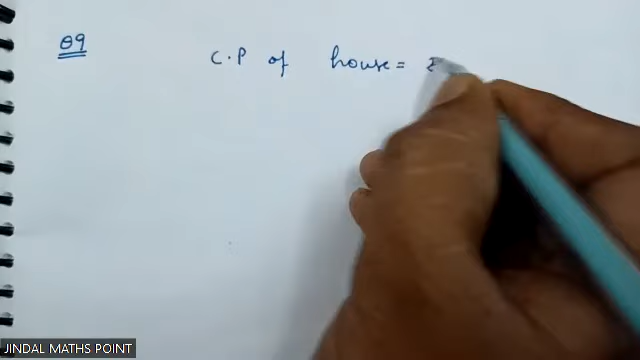 Q9
C.P of house = ₹
JINDAL MATHS POINT